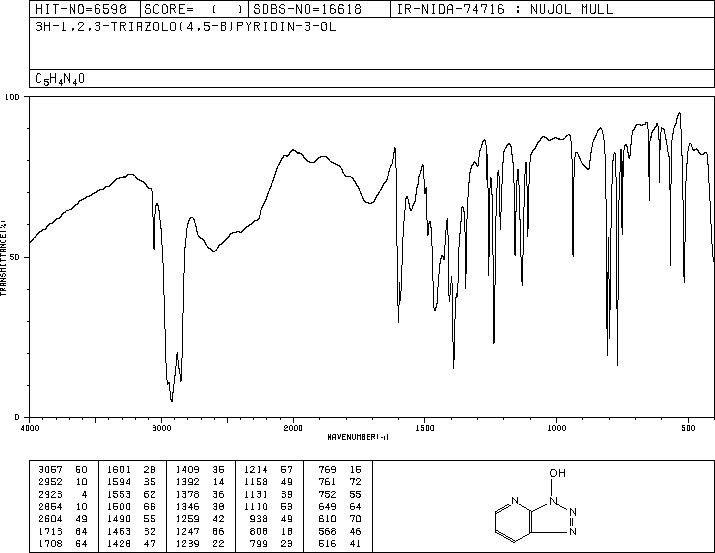 HIT-NO=6598 SCORE= ( ) SDBS-NO=16618 IR-NIDA-74716 : NUJOL MULL
3H-1,2,3-TRIAZOLO(4,5-B)PYRIDIN-3-OL
C5H4N4O
100
50
0
TRANSMITTANCE(%)
4000 3000 2000 1500 1000 500
WAVENUMBER(-1)
3067 50 1601 28 1409 35 1214 57 769 15
2952 10 1594 35 1392 14 1158 49 761 72
2923 4 1553 62 1378 36 1131 39 752 55
2854 10 1500 66 1346 38 1110 53 649 64
2604 49 1490 55 1259 42 938 49 610 70
1713 64 1463 32 1247 86 808 18 568 46
1708 64 1428 47 1239 22 799 23 516 41
OH
N N N
N